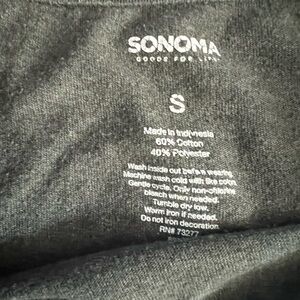 SONOMA
GOODS FOR LIFE
S
Made in Indonesia
60% Cotton
40% Polyester
Wash inside out before wearing.
Machine wash cold with like colors.
Gentle cycle. Only non-chlorine
bleach when needed.
Tumble dry low.
Warm iron if needed.
Do not iron decoration
RN# 73277